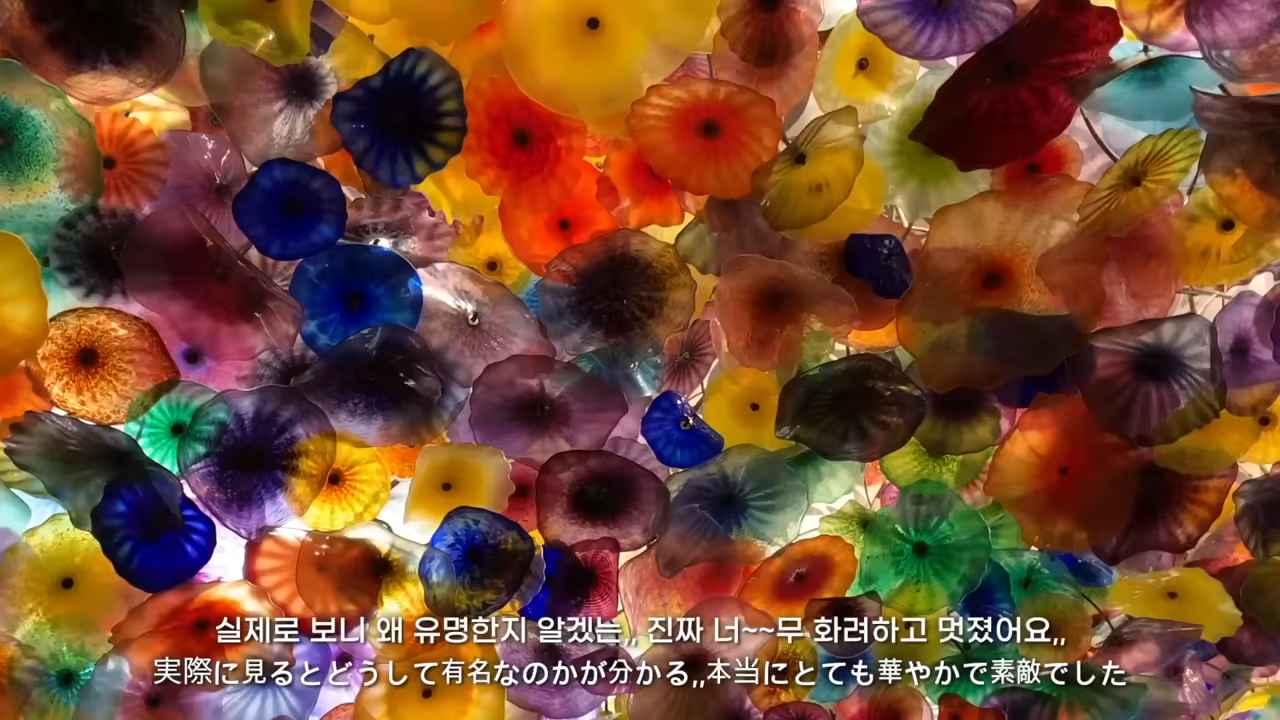 실제로 보니 왜 유명한지 알겠는,, 진짜 너~~무 화려하고 멋졌어요,,
実際に見るとどうして有名なのかが分かる,,本当にとても華やかで素敵でした